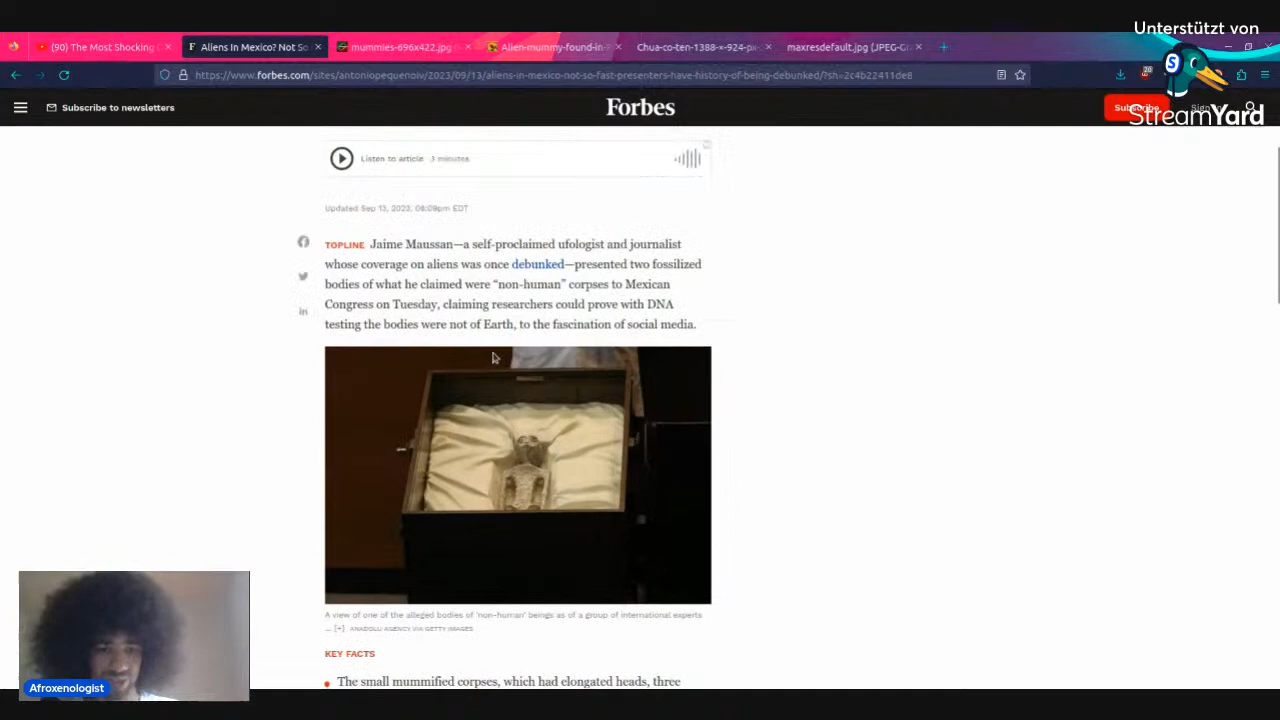 Unterstützt von
StreamYard
(90) The Most Shocking
Aliens In Mexico? Not So
mummies-696x422.jpg
Alien-mummy-found-in-
Chua-co-ten-1388-×-924-px-
maxresdefault.jpg (JPEG-Gr
https://www.forbes.com/sites/antoniopequenoiv/2023/09/13/aliens-in-mexico-not-so-fast-presenters-have-history-of-being-debunked/?sh=2c4b22411de8
Subscribe to newsletters
Forbes
Subscribe
Sign
Listen to article 3 minutes
Updated Sep 13, 2023, 08:09pm EDT
TOPLINE Jaime Maussan—a self-proclaimed ufologist and journalist
whose coverage on aliens was once debunked—presented two fossilized
bodies of what he claimed were “non-human” corpses to Mexican
Congress on Tuesday, claiming researchers could prove with DNA
testing the bodies were not of Earth, to the fascination of social media.
A view of one of the alleged bodies of 'non-human' beings as of a group of international experts
... [+] ANADOLU AGENCY VIA GETTY IMAGES
KEY FACTS
The small mummified corpses, which had elongated heads, three
Afroxenologist